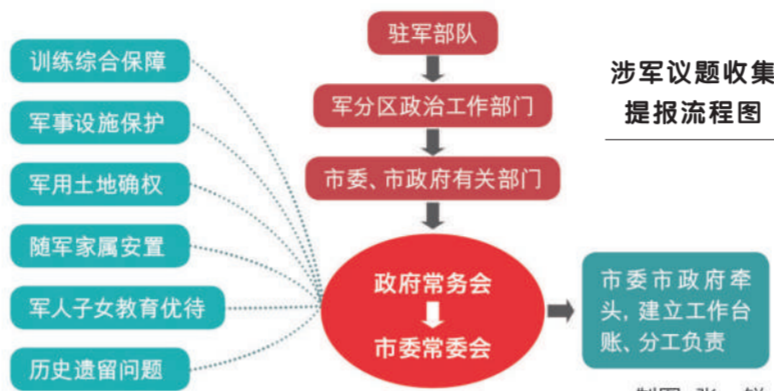 涉军议题收集
提报流程图
驻军部队
军分区政治工作部门
市委、市政府有关部门
政府常务会
市委常委会
训练综合保障
军事设施保护
军用土地确权
随军家属安置
军人子女教育优待
历史遗留问题
市委市政府牵
头，建立工作台
账、分工负责